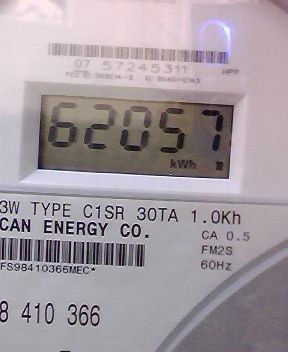 07 57245311
62057
kWh
3W TYPE C1SR 30TA 1.0Kh
CAN ENERGY CO.
CA 0.5
FM2S
60Hz
FS98410366MEC*
8 410 366